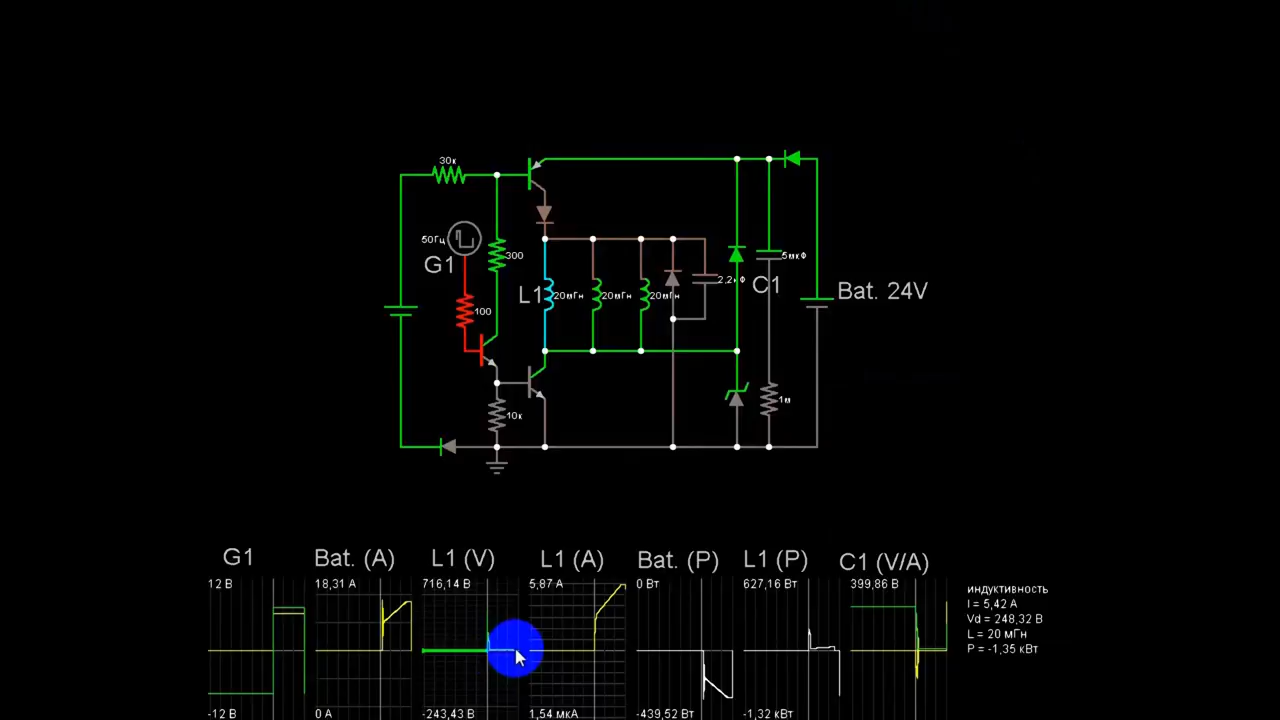 30к
50Гц
G1
300
100
L1
20мГн
20мГн
20мГн
2,2кФ
5мкФ
C1
Bat. 24V
1м
10к
G1
Bat. (A)
L1 (V)
L1 (A)
Bat. (P)
L1 (P)
C1 (V/A)
12 В
18,31 А
716,14 В
5,87 А
0 Вт
627,16 Вт
399,86 В
индуктивность
I = 5,42 А
Vd = 248,32 В
L = 20 мГн
P = -1,35 кВт
-12 В
0 А
-243,43 В
1,54 мкА
-439,52 Вт
-1,32 кВт